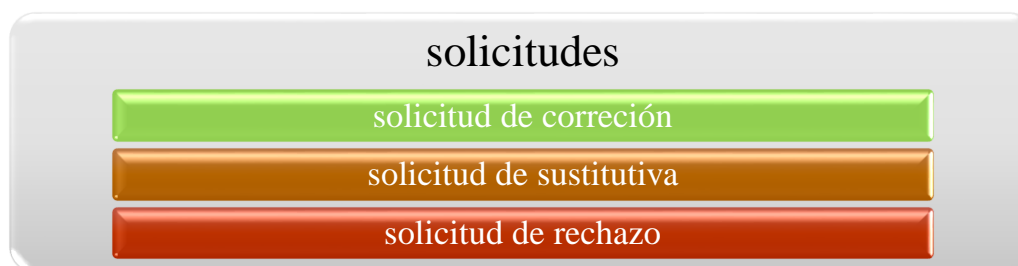 solicitudes
solicitud de correción
solicitud de sustitutiva
solicitud de rechazo